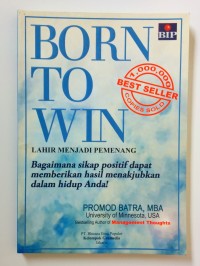 BIP
BORN
TO
WIN
1,000,000
BEST SELLER
COPIES SOLD
LAHIR MENJADI PEMENANG
Bagaimana sikap positif dapat
memberikan hasil menakjubkan
dalam hidup Anda!
PROMOD BATRA, MBA
University of Minnesota, USA
Bestselling Author of Management Thoughts